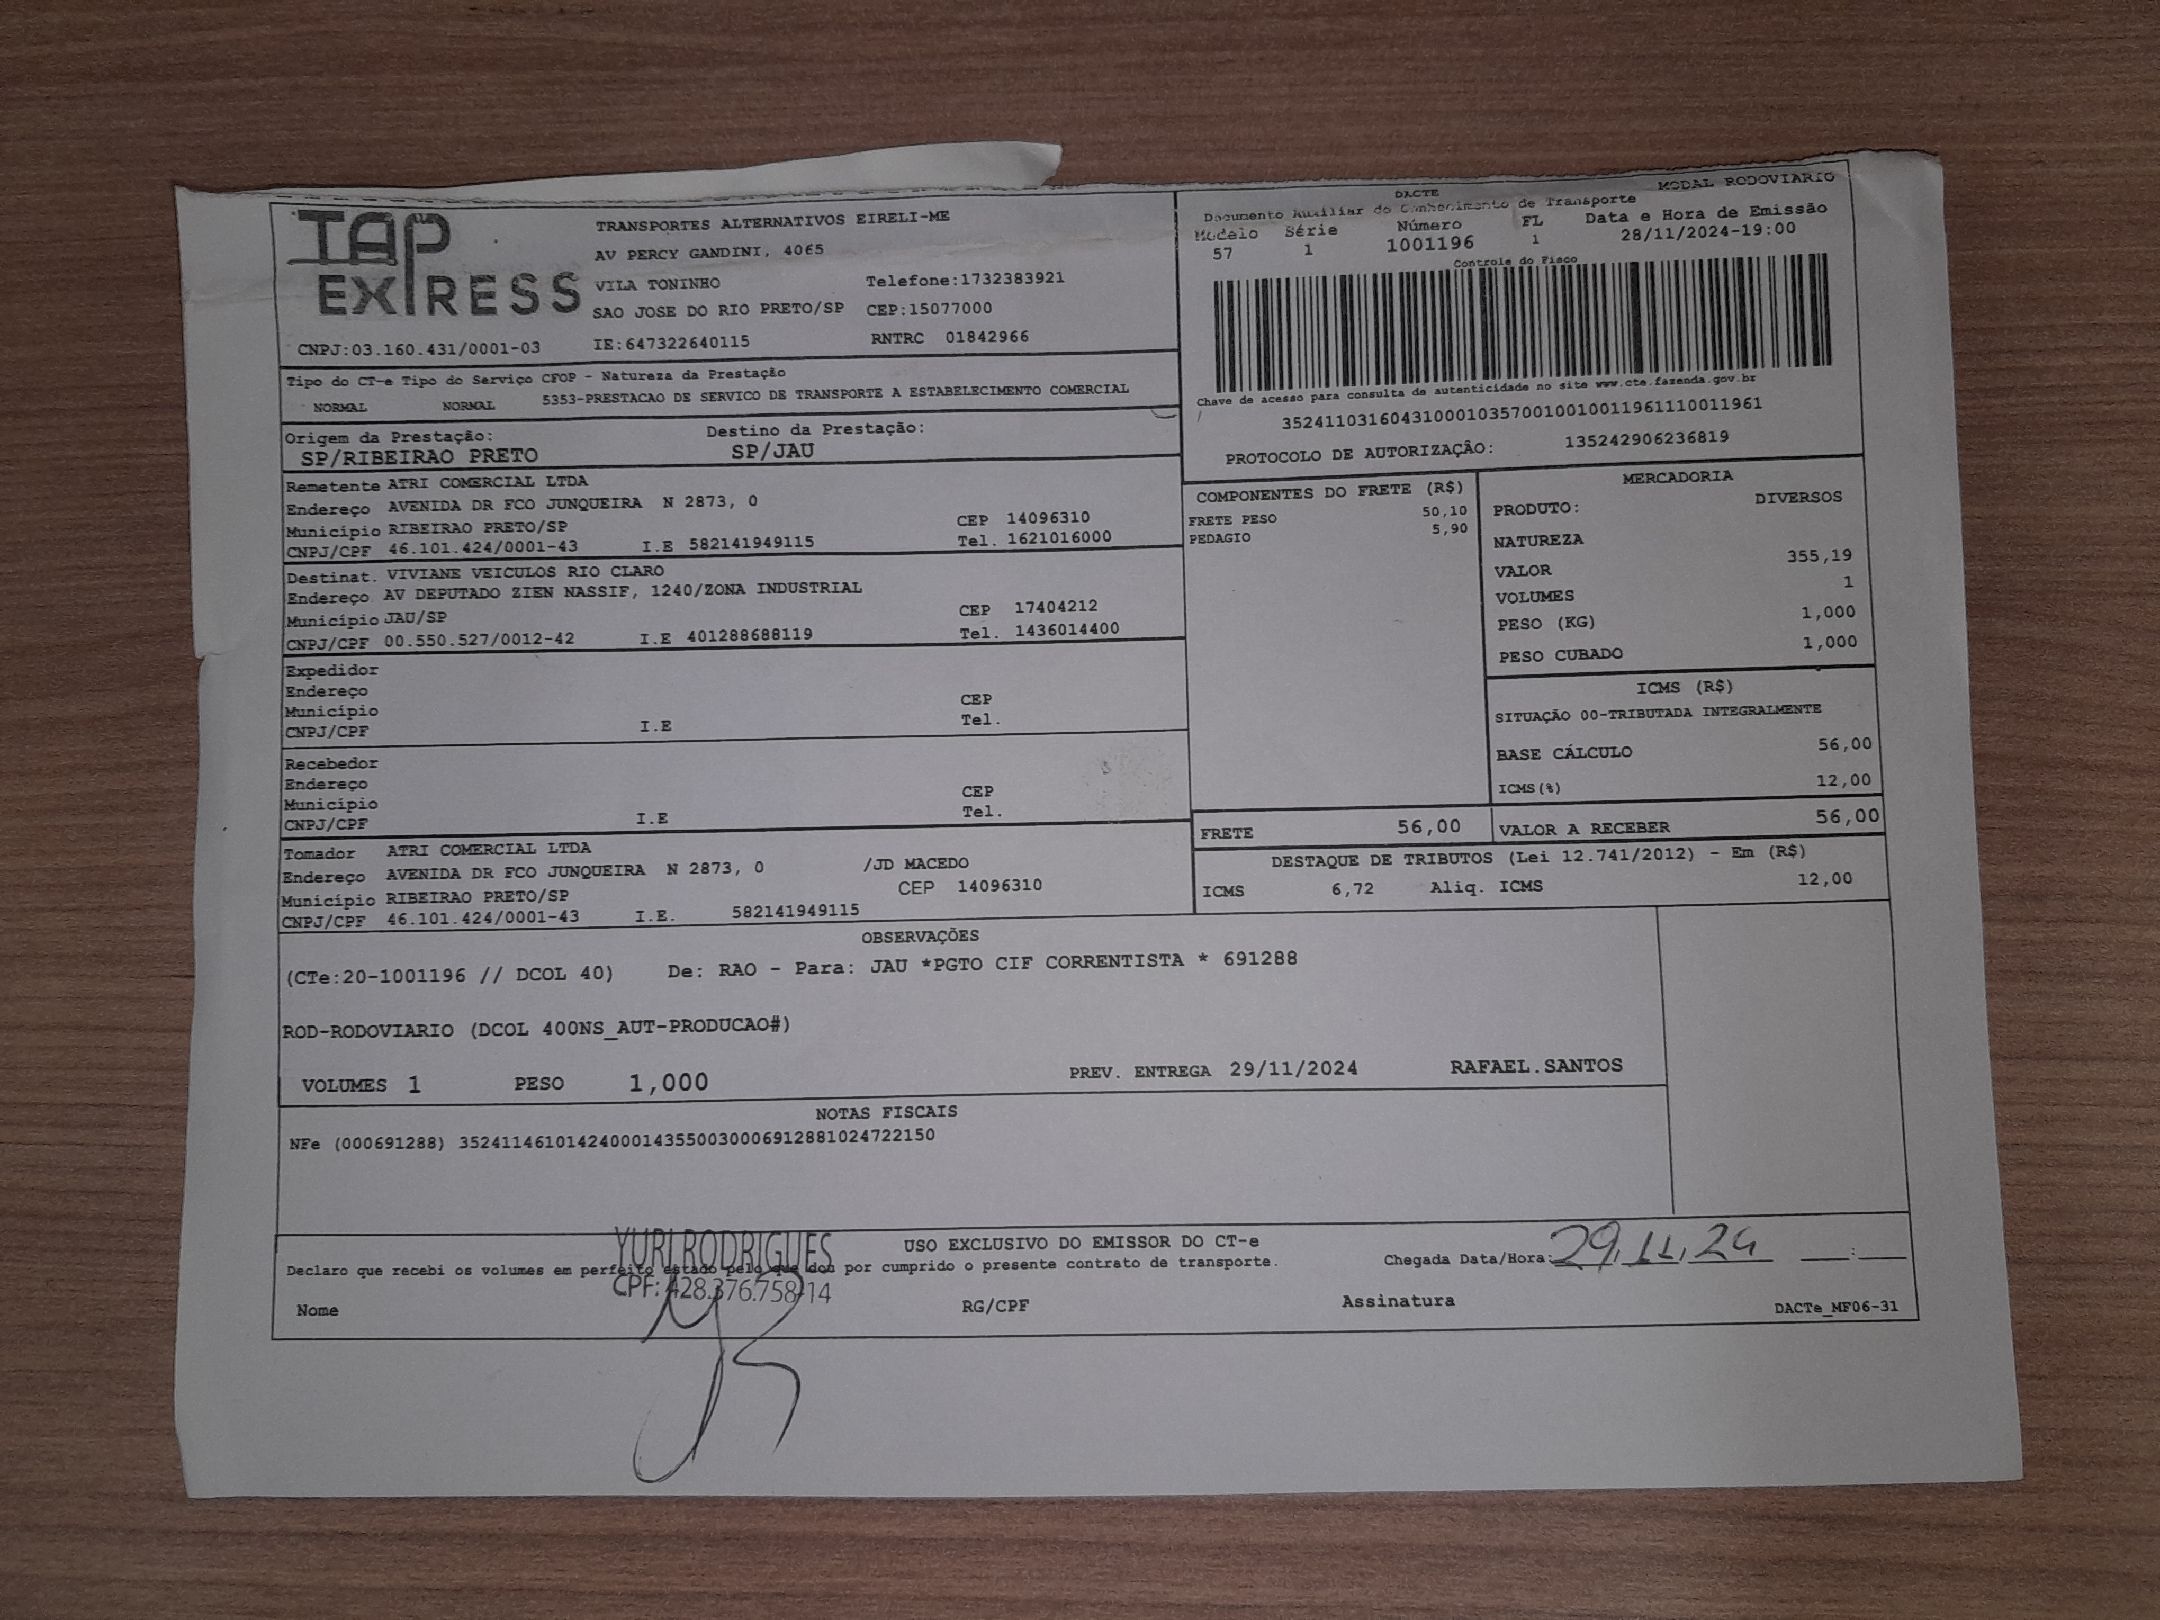 TAP EXPRESS
TRANSPORTES ALTERNATIVOS EIRELI-ME
AV PERCY GANDINI, 4065
VILA TONINHO Telefone:1732383921
SAO JOSE DO RIO PRETO/SP CEP:15077000
CNPJ:03.160.431/0001-03 IE:647322640115 RNTRC 01842966
DACTE MODAL RODOVIARIO
Documento Auxiliar do Conhecimento de Transporte
Modelo Série Número FL Data e Hora de Emissão
57 1 1001196 1 28/11/2024-19:00
Controle do Fisco
Chave de acesso para consulta de autenticidade no site www.cte.fazenda.gov.br
35241103160431000103570010010011961110011961
PROTOCOLO DE AUTORIZAÇÃO: 135242906236819
Tipo do CT-e Tipo do Serviço CFOP - Natureza da Prestação
NORMAL NORMAL 5353-PRESTACAO DE SERVICO DE TRANSPORTE A ESTABELECIMENTO COMERCIAL
Origem da Prestação: Destino da Prestação:
SP/RIBEIRAO PRETO SP/JAU
Remetente ATRI COMERCIAL LTDA
Endereço AVENIDA DR FCO JUNQUEIRA N 2873, 0
Município RIBEIRAO PRETO/SP CEP 14096310
CNPJ/CPF 46.101.424/0001-43 I.E 582141949115 Tel. 1621016000
Destinat. VIVIANE VEICULOS RIO CLARO
Endereço AV DEPUTADO ZIEN NASSIF, 1240/ZONA INDUSTRIAL
Município JAU/SP CEP 17404212
CNPJ/CPF 00.550.527/0012-42 I.E 401288688119 Tel. 1436014400
Expedidor
Endereço
Município CEP
CNPJ/CPF I.E Tel.
Recebedor
Endereço
Município CEP
CNPJ/CPF I.E Tel.
Tomador ATRI COMERCIAL LTDA
Endereço AVENIDA DR FCO JUNQUEIRA N 2873, 0 /JD MACEDO
Município RIBEIRAO PRETO/SP CEP 14096310
CNPJ/CPF 46.101.424/0001-43 I.E. 582141949115
COMPONENTES DO FRETE (R$)
FRETE PESO 50,10
PEDAGIO 5,90
MERCADORIA
PRODUTO: DIVERSOS
NATUREZA
VALOR 355,19
VOLUMES 1
PESO (KG) 1,000
PESO CUBADO 1,000
ICMS (R$)
SITUAÇÃO 00-TRIBUTADA INTEGRALMENTE
BASE CÁLCULO 56,00
ICMS(%) 12,00
FRETE 56,00 VALOR A RECEBER 56,00
DESTAQUE DE TRIBUTOS (Lei 12.741/2012) - Em (R$)
ICMS 6,72 Aliq. ICMS 12,00
OBSERVAÇÕES
(CTe:20-1001196 // DCOL 40) De: RAO - Para: JAU *PGTO CIF CORRENTISTA * 691288
ROD-RODOVIARIO (DCOL 400NS_AUT-PRODUCAO#)
VOLUMES 1 PESO 1,000 PREV. ENTREGA 29/11/2024 RAFAEL.SANTOS
NOTAS FISCAIS
NFe (000691288) 35241146101424000143550030006912881024722150
USO EXCLUSIVO DO EMISSOR DO CT-e
YURI RODRIGUES
CPF: 428.376.758-14
Declaro que recebi os volumes em perfeito estado pelo que dou por cumprido o presente contrato de transporte.
Chegada Data/Hora: 29.11.24 __:__
Nome RG/CPF Assinatura DACTe_MF06-31